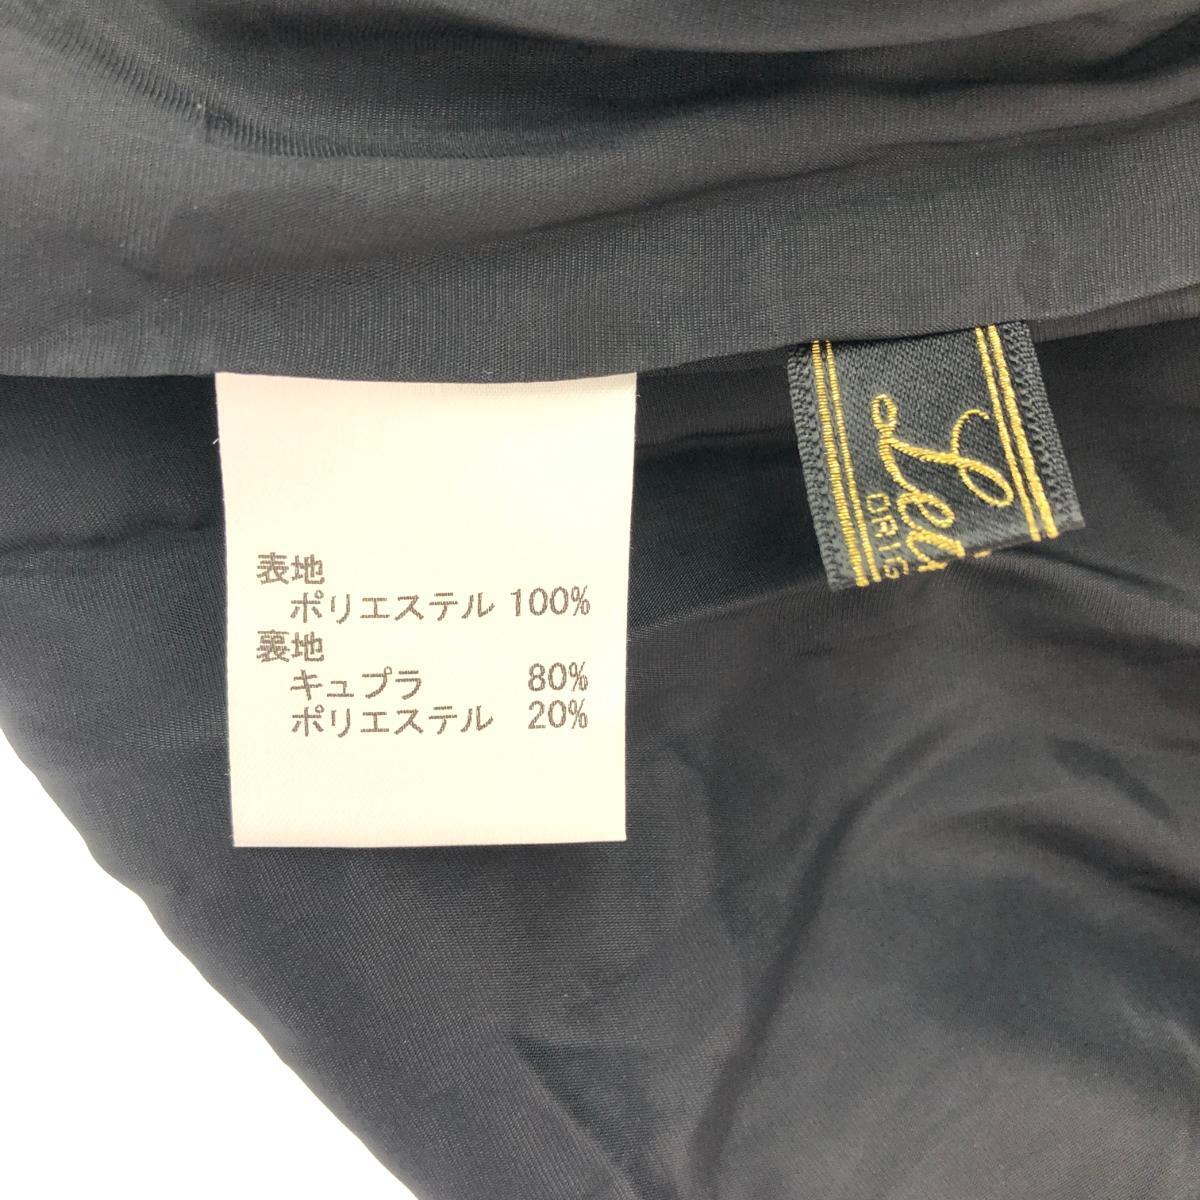 表地
ポリエステル 100%
裏地
キュプラ 80%
ポリエステル 20%